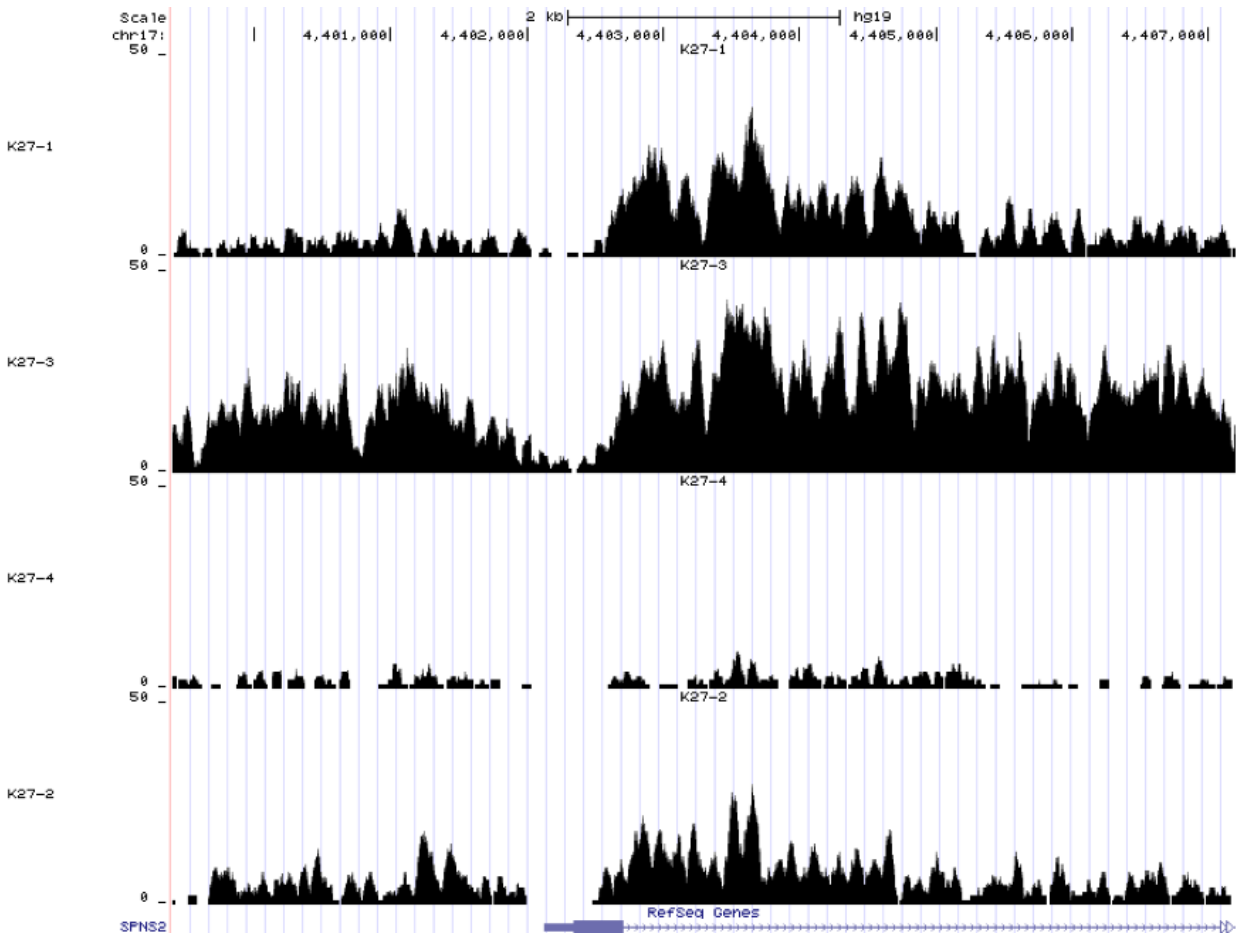 Scale 2 kb hg19
chr17: 4,401,000 4,402,000 4,403,000 4,404,000 4,405,000 4,406,000 4,407,000
50 K27-1
K27-1
0
50 K27-3
K27-3
0
50 K27-4
K27-4
0
50 K27-2
K27-2
0
RefSeq Genes
SPNS2